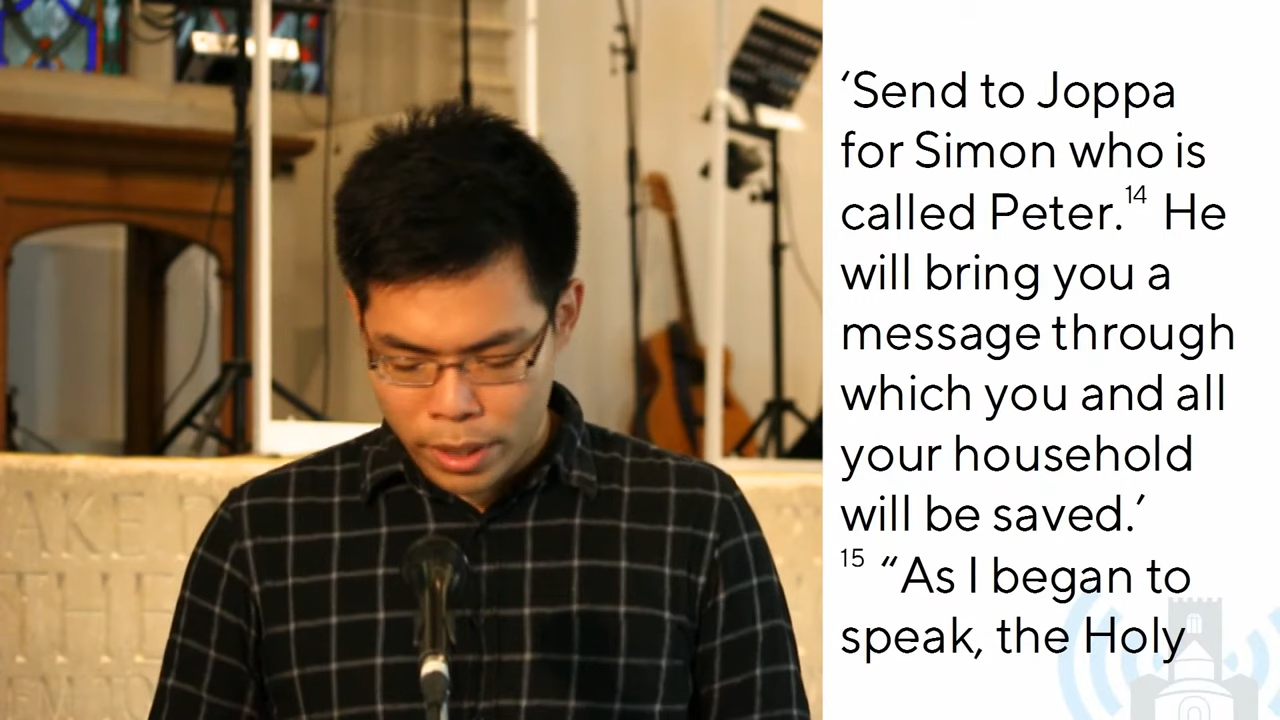 ‘Send to Joppa
for Simon who is
called Peter.14 He
will bring you a
message through
which you and all
your household
will be saved.’
15 “As I began to
speak, the Holy
AKE